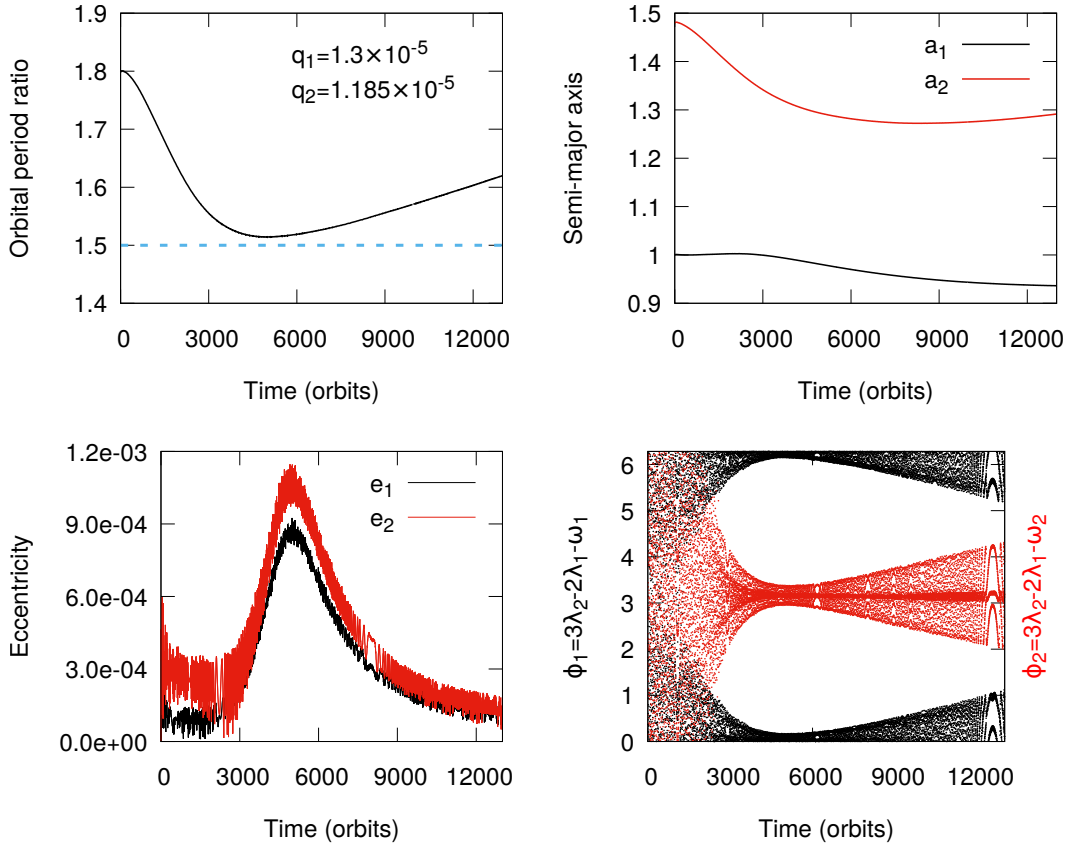 Orbital period ratio
1.9
1.8
1.7
1.6
1.5
1.4
q1=1.3×10^-5
q2=1.185×10^-5
0 3000 6000 9000 12000
Time (orbits)
Semi-major axis
1.5
1.4
1.3
1.2
1.1
1
0.9
a1
a2
0 3000 6000 9000 12000
Time (orbits)
Eccentricity
1.2e-03
9.0e-04
6.0e-04
3.0e-04
0.0e+00
e1
e2
0 3000 6000 9000 12000
Time (orbits)
ϕ1=3λ2-2λ1-ω1
6
5
4
3
2
1
0
ϕ2=3λ2-2λ1-ω2
0 3000 6000 9000 12000
Time (orbits)